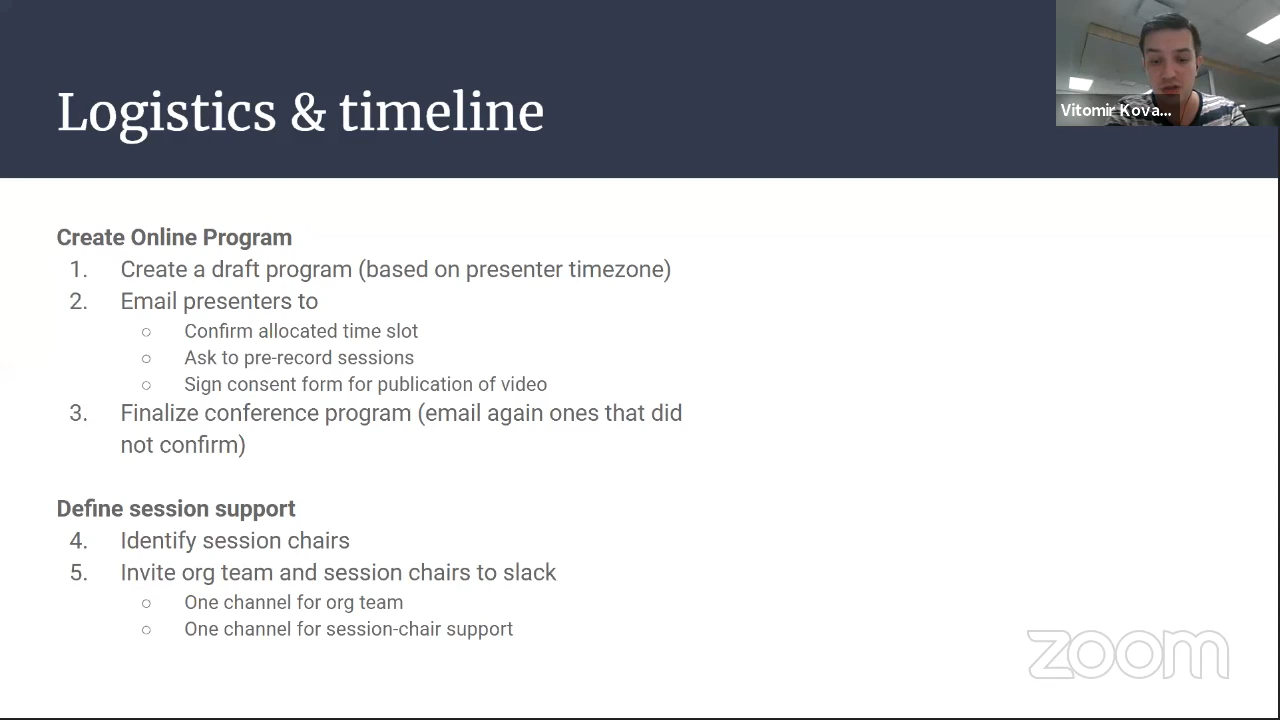 Logistics & timeline
Vitomir Kova...
Create Online Program
1. Create a draft program (based on presenter timezone)
2. Email presenters to
○ Confirm allocated time slot
○ Ask to pre-record sessions
○ Sign consent form for publication of video
3. Finalize conference program (email again ones that did
not confirm)
Define session support
4. Identify session chairs
5. Invite org team and session chairs to slack
○ One channel for org team
○ One channel for session-chair support
zoom